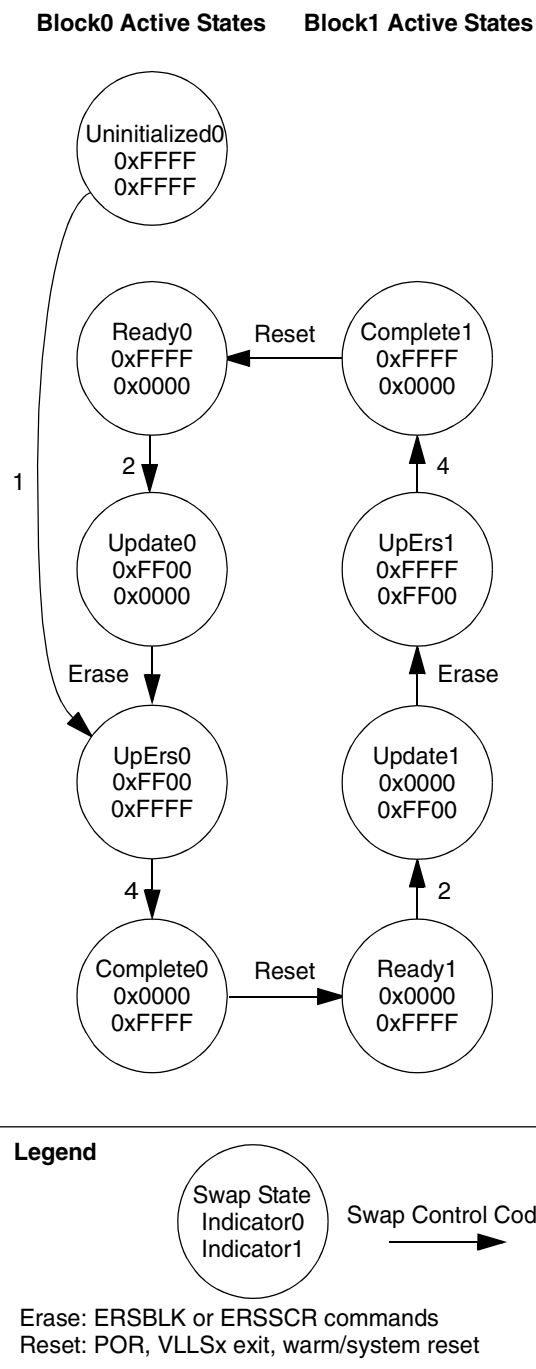 Block0 Active States
Block1 Active States
Uninitialized0
0xFFFF
0xFFFF
Ready0
0xFFFF
0x0000
Reset
Complete1
0xFFFF
0x0000
1
2
4
Update0
0xFF00
0x0000
UpErs1
0xFFFF
0xFF00
Erase
Erase
UpErs0
0xFF00
0xFFFF
Update1
0x0000
0xFF00
4
2
Complete0
0x0000
0xFFFF
Reset
Ready1
0x0000
0xFFFF
Legend
Swap State
Indicator0
Indicator1
Swap Control Cod
Erase: ERSBLK or ERSSCR commands
Reset: POR, VLLSx exit, warm/system reset